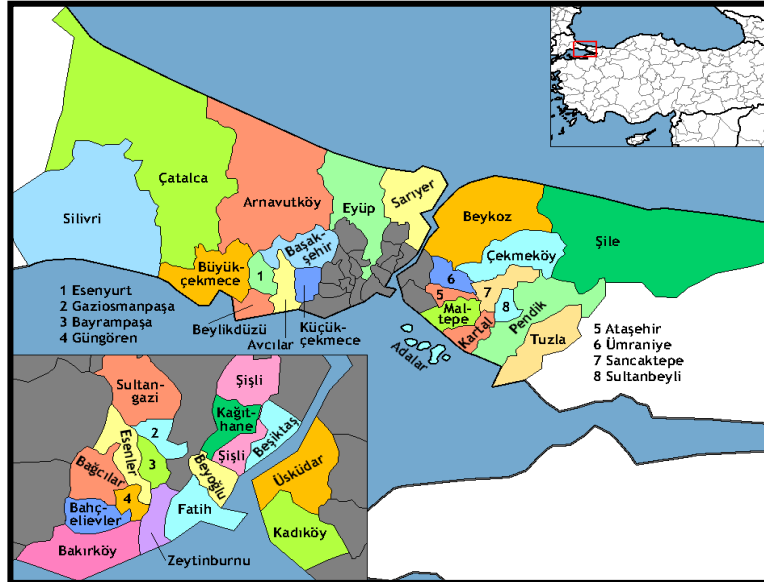 Çatalca
Silivri
Arnavutköy
Eyüp
Sarıyer
Büyük-
çekmece
1
Başak-
şehir
Beylikdüzü
Avcılar
Küçük-
çekmece
1 Esenyurt
2 Gaziosmanpaşa
3 Bayrampaşa
4 Güngören
Beykoz
Şile
Çekmeköy
6
5
7
8
Mal-
tepe
Kartal
Pendik
Tuzla
Adalar
5 Ataşehir
6 Ümraniye
7 Sancaktepe
8 Sultanbeyli
Sultan-
gazi
Şişli
Kağıt-
hane
Beşiktaş
Şişli
2
Esenler
3
Bağcılar
4
Beyoğlu
Üsküdar
Bahç-
elievler
Fatih
Kadıköy
Bakırköy
Zeytinburnu